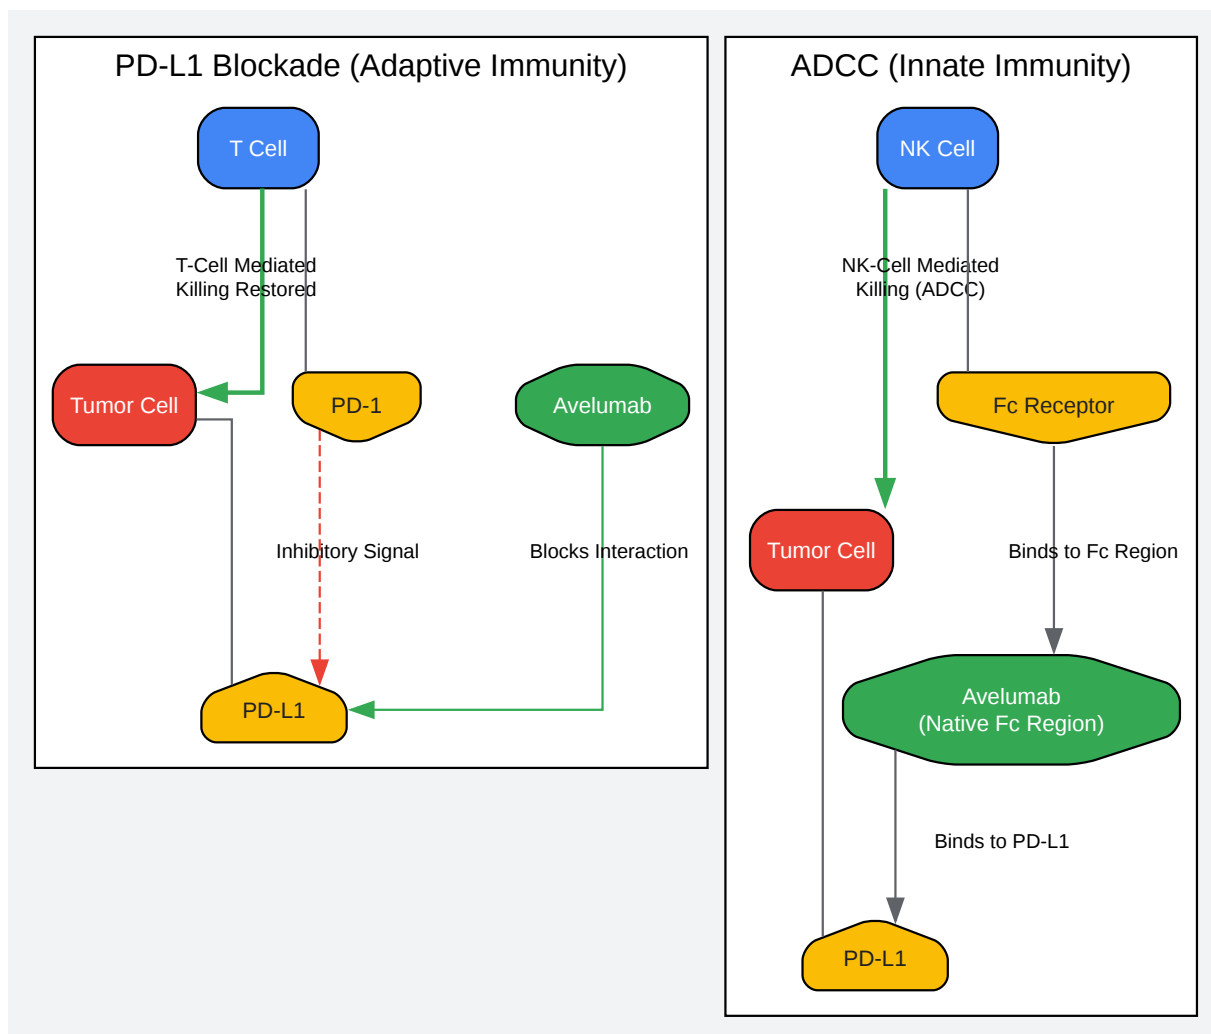 PD-L1 Blockade (Adaptive Immunity)
T Cell
T-Cell Mediated
Killing Restored
Tumor Cell
PD-1
Avelumab
Inhibitory Signal
Blocks Interaction
PD-L1
ADCC (Innate Immunity)
NK Cell
NK-Cell Mediated
Killing (ADCC)
Fc Receptor
Tumor Cell
Binds to Fc Region
Avelumab
(Native Fc Region)
Binds to PD-L1
PD-L1